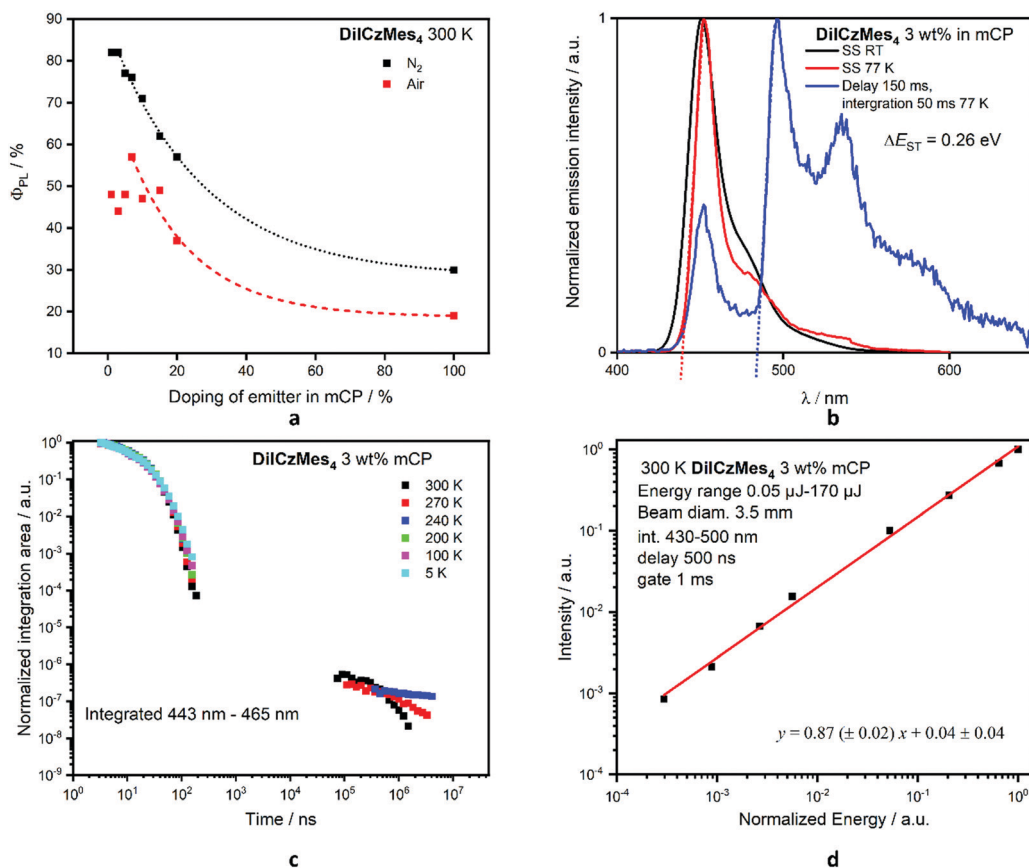 DiICzMes4 300 K
N2
Air
90
80
70
60
50
40
30
20
10
ΦPL / %
0
20
40
60
80
100
Doping of emitter in mCP / %
a
DiICzMes4 3 wt% in mCP
SS RT
SS 77 K
Delay 150 ms,
intergration 50 ms 77 K
ΔEST = 0.26 eV
1
0
Normalized emission intensity / a.u.
400
500
600
λ / nm
b
DiICzMes4 3 wt% mCP
300 K
270 K
240 K
200 K
100 K
5 K
Integrated 443 nm - 465 nm
10^0
10^-1
10^-2
10^-3
10^-4
10^-5
10^-6
10^-7
10^-8
10^-9
Normalized integration area / a.u.
10^0
10^1
10^2
10^3
10^4
10^5
10^6
10^7
Time / ns
c
300 K DiICzMes4 3 wt% mCP
Energy range 0.05 µJ-170 µJ
Beam diam. 3.5 mm
int. 430-500 nm
delay 500 ns
gate 1 ms
y = 0.87 (± 0.02) x + 0.04 ± 0.04
10^0
10^-1
10^-2
10^-3
10^-4
Intensity / a.u.
10^-3
10^-2
10^-1
10^0
Normalized Energy / a.u.
d